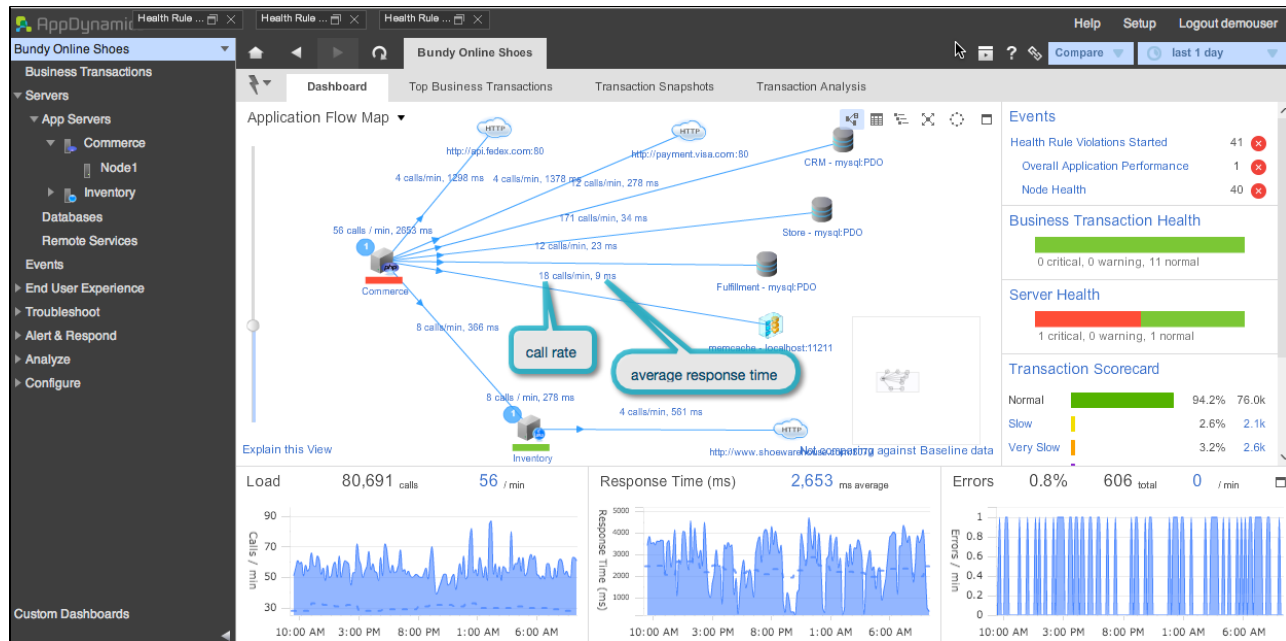 AppDynamic
Health Rule ...
Health Rule ...
Health Rule ...
Help Setup Logout demouser
Bundy Online Shoes
Bundy Online Shoes
Compare
last 1 day
Business Transactions
Servers
App Servers
Commerce
Node1
Inventory
Databases
Remote Services
Events
End User Experience
Troubleshoot
Alert & Respond
Analyze
Configure
Custom Dashboards
Dashboard Top Business Transactions Transaction Snapshots Transaction Analysis
Application Flow Map
HTTP
http://api.fedex.com:80
HTTP
http://payment.visa.com:80
CRM - mysql:PDO
4 calls/min, 1298 ms
4 calls/min, 1378 ms
12 calls/min, 278 ms
171 calls/min, 34 ms
Store - mysql:PDO
56 calls / min, 2653 ms
12 calls/min, 23 ms
1
php
Commerce
18 calls/min, 9 ms
Fulfillment - mysql:PDO
8 calls/min, 366 ms
call rate
average response time
memcache - localhost:11211
8 calls / min, 278 ms
1
4 calls/min, 561 ms
HTTP
Inventory
Explain this View
Not comparing against Baseline data
Events
Health Rule Violations Started 41
Overall Application Performance 1
Node Health 40
Business Transaction Health
0 critical, 0 warning, 11 normal
Server Health
1 critical, 0 warning, 1 normal
Transaction Scorecard
Normal 94.2% 76.0k
Slow 2.6% 2.1k
Very Slow 3.2% 2.6k
Load 80,691 calls 56 / min
90
70
50
30
Calls / min
10:00 AM 3:00 PM 8:00 PM 1:00 AM 6:00 AM
Response Time (ms) 2,653 ms average
5000
4000
3000
2000
1000
Response Time (ms)
10:00 AM 3:00 PM 8:00 PM 1:00 AM 6:00 AM
Errors 0.8% 606 total 0 / min
1
0.8
0.6
0.4
0.2
0
Errors / min
10:00 AM 3:00 PM 8:00 PM 1:00 AM 6:00 AM